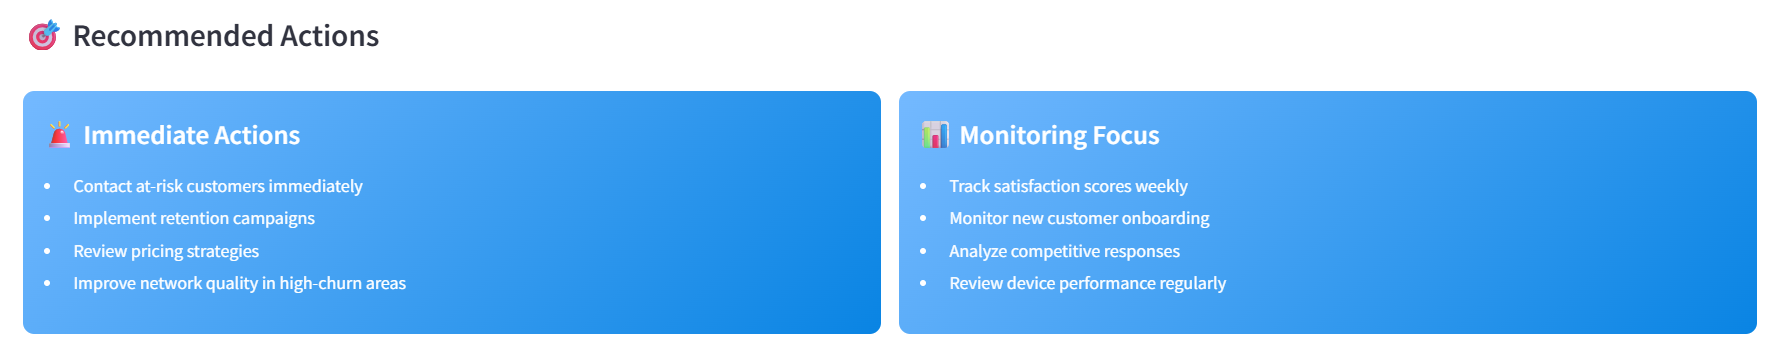 Recommended Actions
Immediate Actions
Contact at-risk customers immediately
Implement retention campaigns
Review pricing strategies
Improve network quality in high-churn areas
Monitoring Focus
Track satisfaction scores weekly
Monitor new customer onboarding
Analyze competitive responses
Review device performance regularly